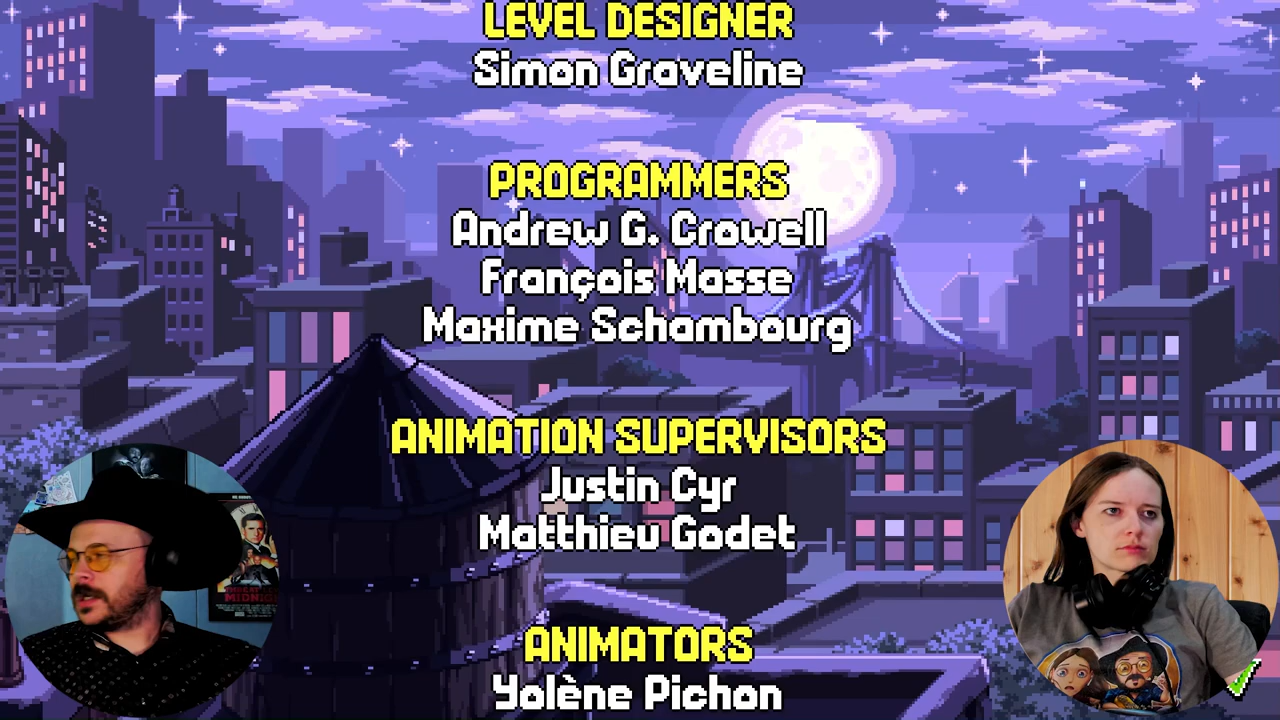 LEVEL DESIGNER
Simon Graveline
PROGRAMMERS
Andrew G. Crowell
François Masse
Maxime Schambourg
ANIMATION SUPERVISORS
Justin Cyr
Matthieu Godet
ANIMATORS
Yolène Pichon
MIDNIGHT